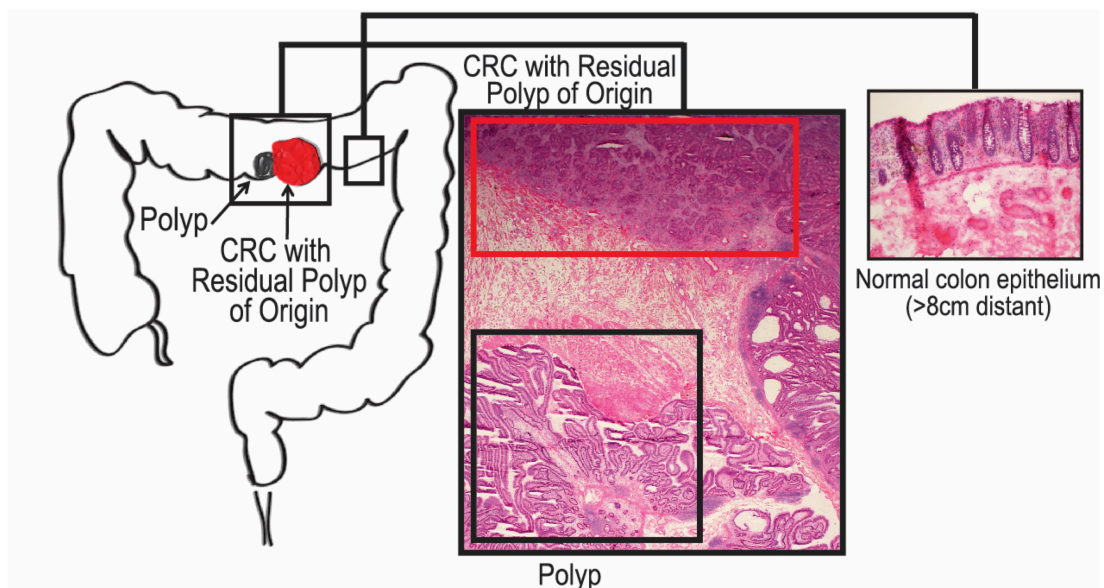 CRC with Residual
Polyp of Origin
Polyp
CRC with
Residual Polyp
of Origin
Normal colon epithelium
(>8cm distant)
Polyp